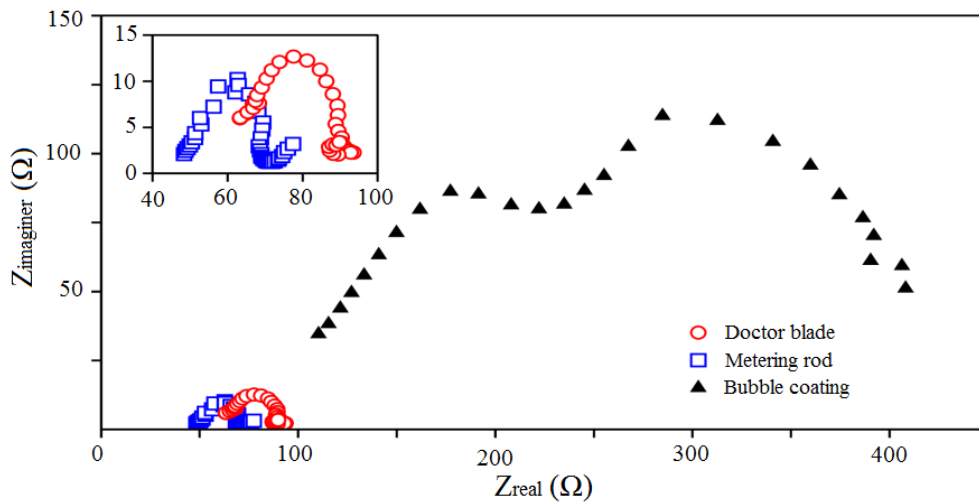 150
100
50
Zimaginer (Ω)
15
10
5
0
40 60 80 100
Doctor blade
Metering rod
Bubble coating
0 100 200 300 400
Zreal (Ω)